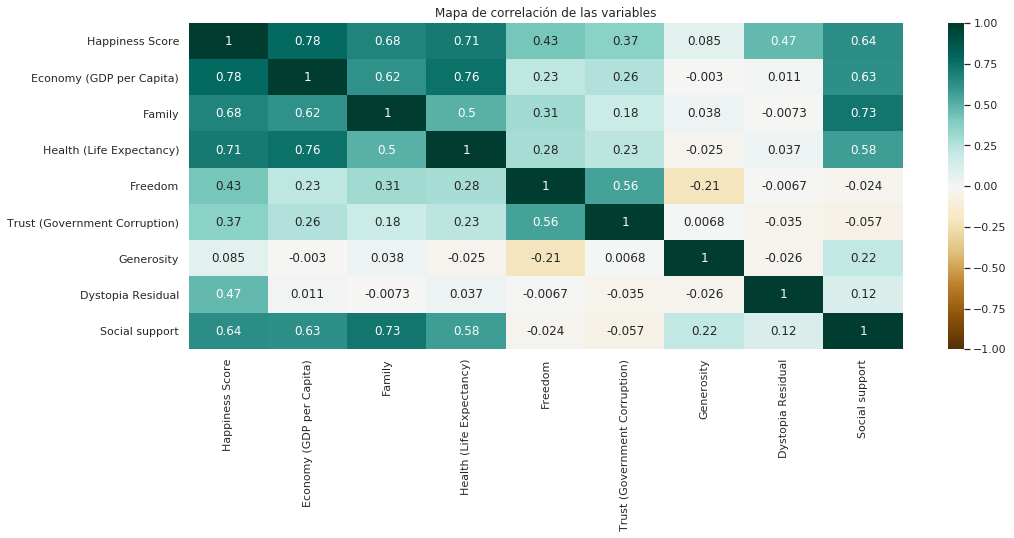 Mapa de correlación de las variables
Happiness Score 1 0.78 0.68 0.71 0.43 0.37 0.085 0.47 0.64
Economy (GDP per Capita) 0.78 1 0.62 0.76 0.23 0.26 -0.003 0.011 0.63
Family 0.68 0.62 1 0.5 0.31 0.18 0.038 -0.0073 0.73
Health (Life Expectancy) 0.71 0.76 0.5 1 0.28 0.23 -0.025 0.037 0.58
Freedom 0.43 0.23 0.31 0.28 1 0.56 -0.21 -0.0067 -0.024
Trust (Government Corruption) 0.37 0.26 0.18 0.23 0.56 1 0.0068 -0.035 -0.057
Generosity 0.085 -0.003 0.038 -0.025 -0.21 0.0068 1 -0.026 0.22
Dystopia Residual 0.47 0.011 -0.0073 0.037 -0.0067 -0.035 -0.026 1 0.12
Social support 0.64 0.63 0.73 0.58 -0.024 -0.057 0.22 0.12 1
Happiness Score
Economy (GDP per Capita)
Family
Health (Life Expectancy)
Freedom
Trust (Government Corruption)
Generosity
Dystopia Residual
Social support
1.00
0.75
0.50
0.25
0.00
−0.25
−0.50
−0.75
−1.00